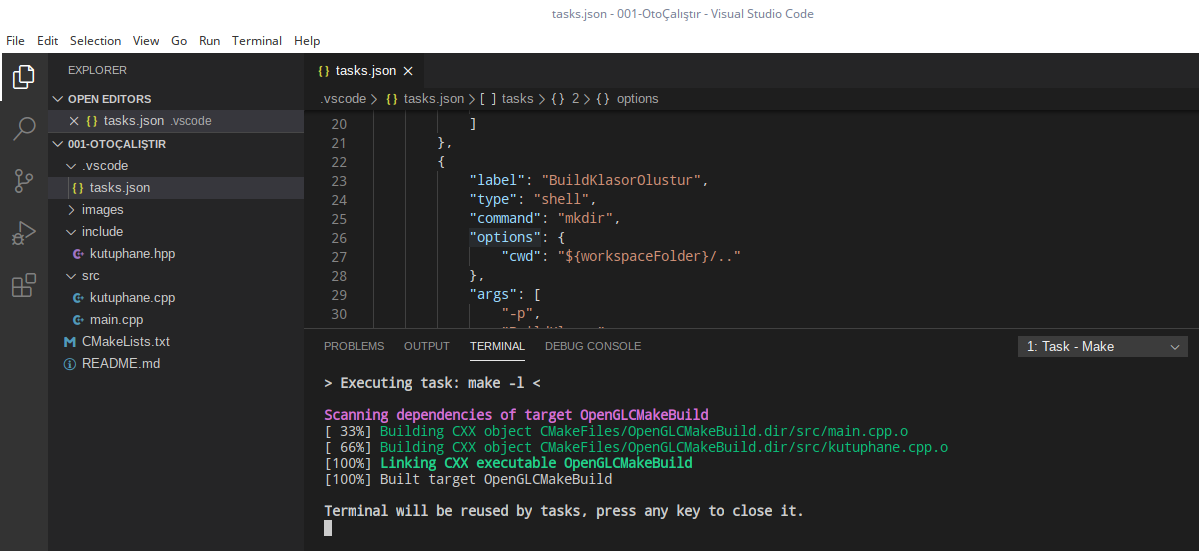 tasks.json - 001-OtoÇalıştır - Visual Studio Code
File Edit Selection View Go Run Terminal Help
EXPLORER
OPEN EDITORS
tasks.json .vscode
001-OTOÇALIŞTIR
.vscode
{} tasks.json
images
include
kutuphane.hpp
src
kutuphane.cpp
main.cpp
CMakeLists.txt
README.md
{} tasks.json
.vscode > {} tasks.json > [ ] tasks > {} 2 > {} options
20 ]
21 },
22 {
23 "label": "BuildKlasorOlustur",
24 "type": "shell",
25 "command": "mkdir",
26 "options": {
27 "cwd": "${workspaceFolder}/.."
28 },
29 "args": [
30 "-p",
PROBLEMS OUTPUT TERMINAL DEBUG CONSOLE 1: Task - Make
> Executing task: make -l <
Scanning dependencies of target OpenGLCMakeBuild
[ 33%] Building CXX object CMakeFiles/OpenGLCMakeBuild.dir/src/main.cpp.o
[ 66%] Building CXX object CMakeFiles/OpenGLCMakeBuild.dir/src/kutuphane.cpp.o
[100%] Linking CXX executable OpenGLCMakeBuild
[100%] Built target OpenGLCMakeBuild
Terminal will be reused by tasks, press any key to close it.